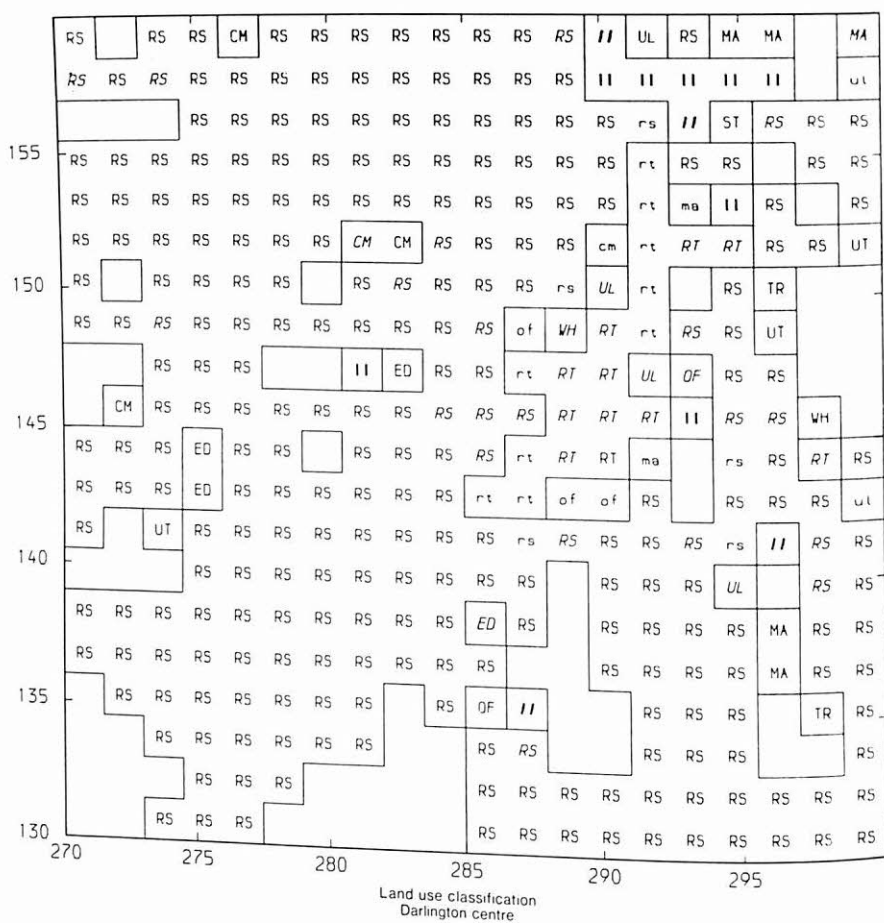 RS RS RS CM RS RS RS RS RS RS RS RS II UL RS MA MA MA
RS RS RS RS RS RS RS RS RS RS RS RS II II II II II ul
RS RS RS RS RS RS RS RS RS RS RS rs II ST RS RS RS
155 RS RS RS RS RS RS RS RS RS RS RS RS RS rt RS RS RS RS
RS RS RS RS RS RS RS RS RS RS RS RS RS rt ma II RS RS
RS RS RS RS RS RS RS CM CM RS RS RS cm rt RT RT RS RS UT
150 RS RS RS RS RS RS RS RS RS RS rs UL rt RS TR
RS RS RS RS RS RS RS RS RS RS RS of WH RT rt RS RS UT
RS RS RS II ED RS RS rt RT RT UL OF RS RS
145 CM RS RS RS RS RS RS RS RS RS RS RT RT RT II RS RS WH
RS RS RS ED RS RS RS RS RS RS rt RT RT ma rs RS RT RS
RS RS RS ED RS RS RS RS RS RS rt rt of of RS RS RS RS ul
140 RS UT RS RS RS RS RS RS RS RS rs RS RS RS RS rs II RS RS
RS RS RS RS RS RS RS RS RS RS RS RS UL RS RS
RS RS RS RS RS RS RS RS RS RS ED RS RS RS RS RS MA RS RS
RS RS RS RS RS RS RS RS RS RS RS RS RS RS RS MA RS RS
135 RS RS RS RS RS RS RS RS OF II RS RS RS TR RS
RS RS RS RS RS RS RS RS RS RS RS
RS RS RS RS RS RS RS RS RS RS RS RS
130 RS RS RS RS RS RS RS RS RS RS RS RS
270 275 280 285 290 295
Land use classification
Darlington centre